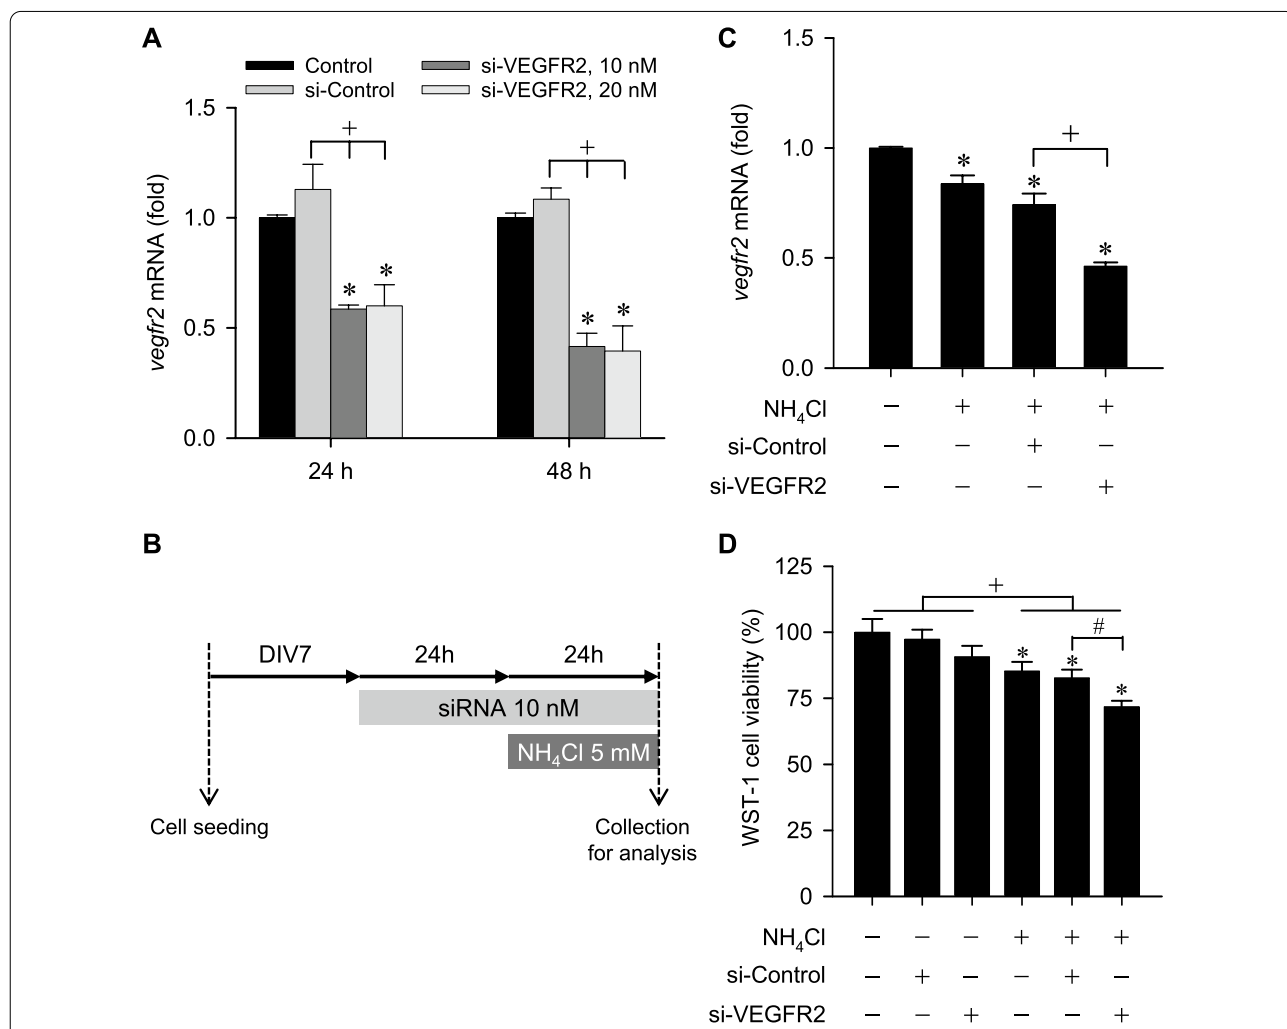 A
Control
si-VEGFR2, 10 nM
si-Control
si-VEGFR2, 20 nM
vegfr2 mRNA (fold)
1.5
1.0
0.5
0.0
+
+
*
*
*
*
24 h
48 h
C
vegfr2 mRNA (fold)
1.5
1.0
0.5
0.0
+
*
*
*
NH4Cl − + + +
si-Control − − + −
si-VEGFR2 − − − +
B
DIV7
24h
24h
siRNA 10 nM
NH4Cl 5 mM
Cell seeding
Collection
for analysis
D
WST-1 cell viability (%)
125
100
75
50
25
0
+
#
*
*
*
NH4Cl − − − + + +
si-Control − + − − + −
si-VEGFR2 − − + − − +